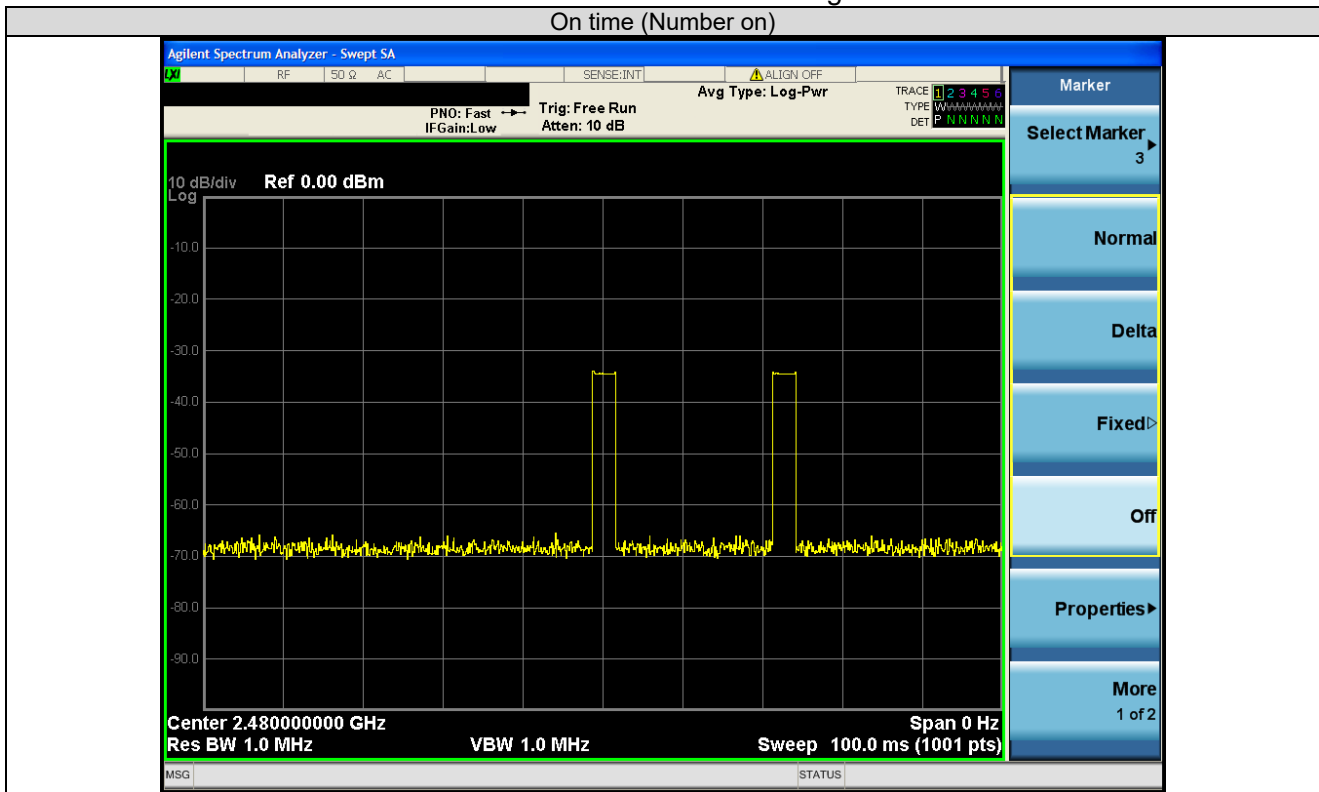 On time (Number on)
Agilent Spectrum Analyzer - Swept SA
LXI RF 50 Ω AC SENSE:INT ALIGN OFF
Avg Type: Log-Pwr
TRACE 1 2 3 4 5 6
PNO: Fast Trig: Free Run TYPE
IFGain:Low Atten: 10 dB DET P N N N N N
Marker
Select Marker
3
10 dB/div Ref 0.00 dBm
Log
Normal
-10.0
-20.0
Delta
-30.0
-40.0
Fixed
-50.0
-60.0
Off
-70.0
-80.0
Properties
-90.0
More
1 of 2
Center 2.480000000 GHz Span 0 Hz
Res BW 1.0 MHz VBW 1.0 MHz Sweep 100.0 ms (1001 pts)
MSG STATUS